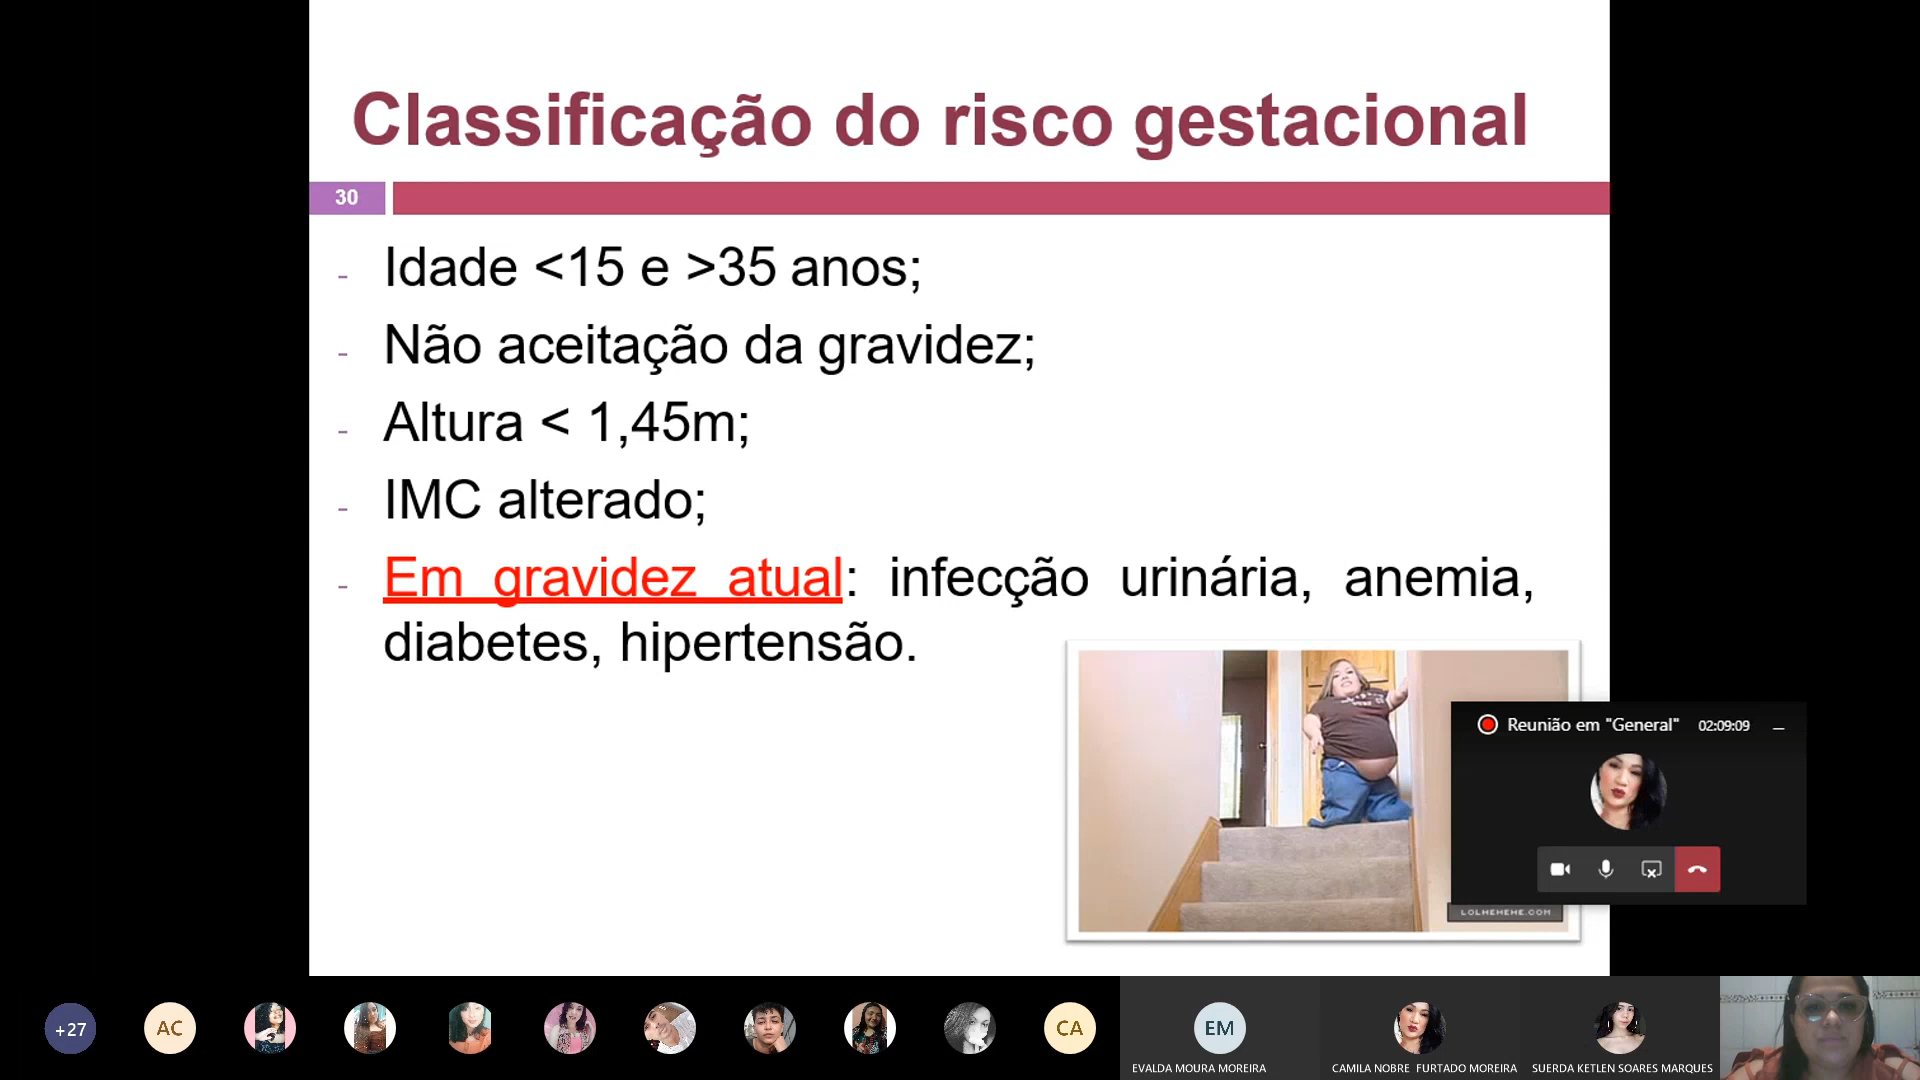 Classificação do risco gestacional
30
- Idade <15 e >35 anos;
- Não aceitação da gravidez;
- Altura < 1,45m;
- IMC alterado;
- Em gravidez atual: infecção urinária, anemia,
diabetes, hipertensão.
Reunião em "General" 02:09:09
LOLHEHEHE.COM
+27
AC
CA
EM
EVALDA MOURA MOREIRA
CAMILA NOBRE FURTADO MOREIRA
SUERDA KETLEN SOARES MARQUES